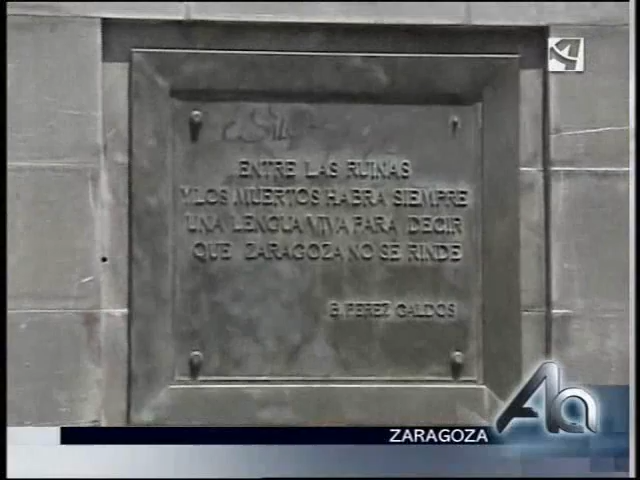 ENTRE LAS RUINAS
Y LOS MUERTOS HABRA SIEMPRE
UNA LENGUA VIVA PARA DECIR
QUE ZARAGOZA NO SE RINDE
B. PEREZ GALDOS
ZARAGOZA
Aa